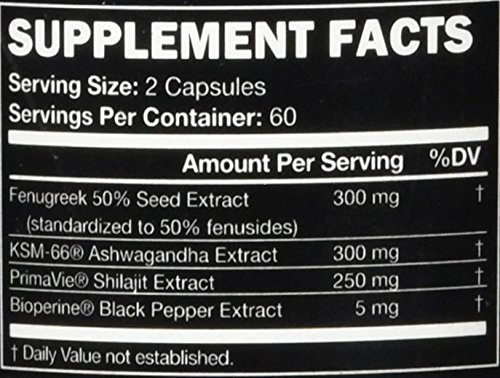 SUPPLEMENT FACTS
Serving Size: 2 Capsules
Servings Per Container: 60
Amount Per Serving %DV
Fenugreek 50% Seed Extract 300 mg †
(standardized to 50% fenusides)
KSM-66® Ashwagandha Extract 300 mg †
PrimaVie® Shilajit Extract 250 mg †
Bioperine® Black Pepper Extract 5 mg †
† Daily Value not established.